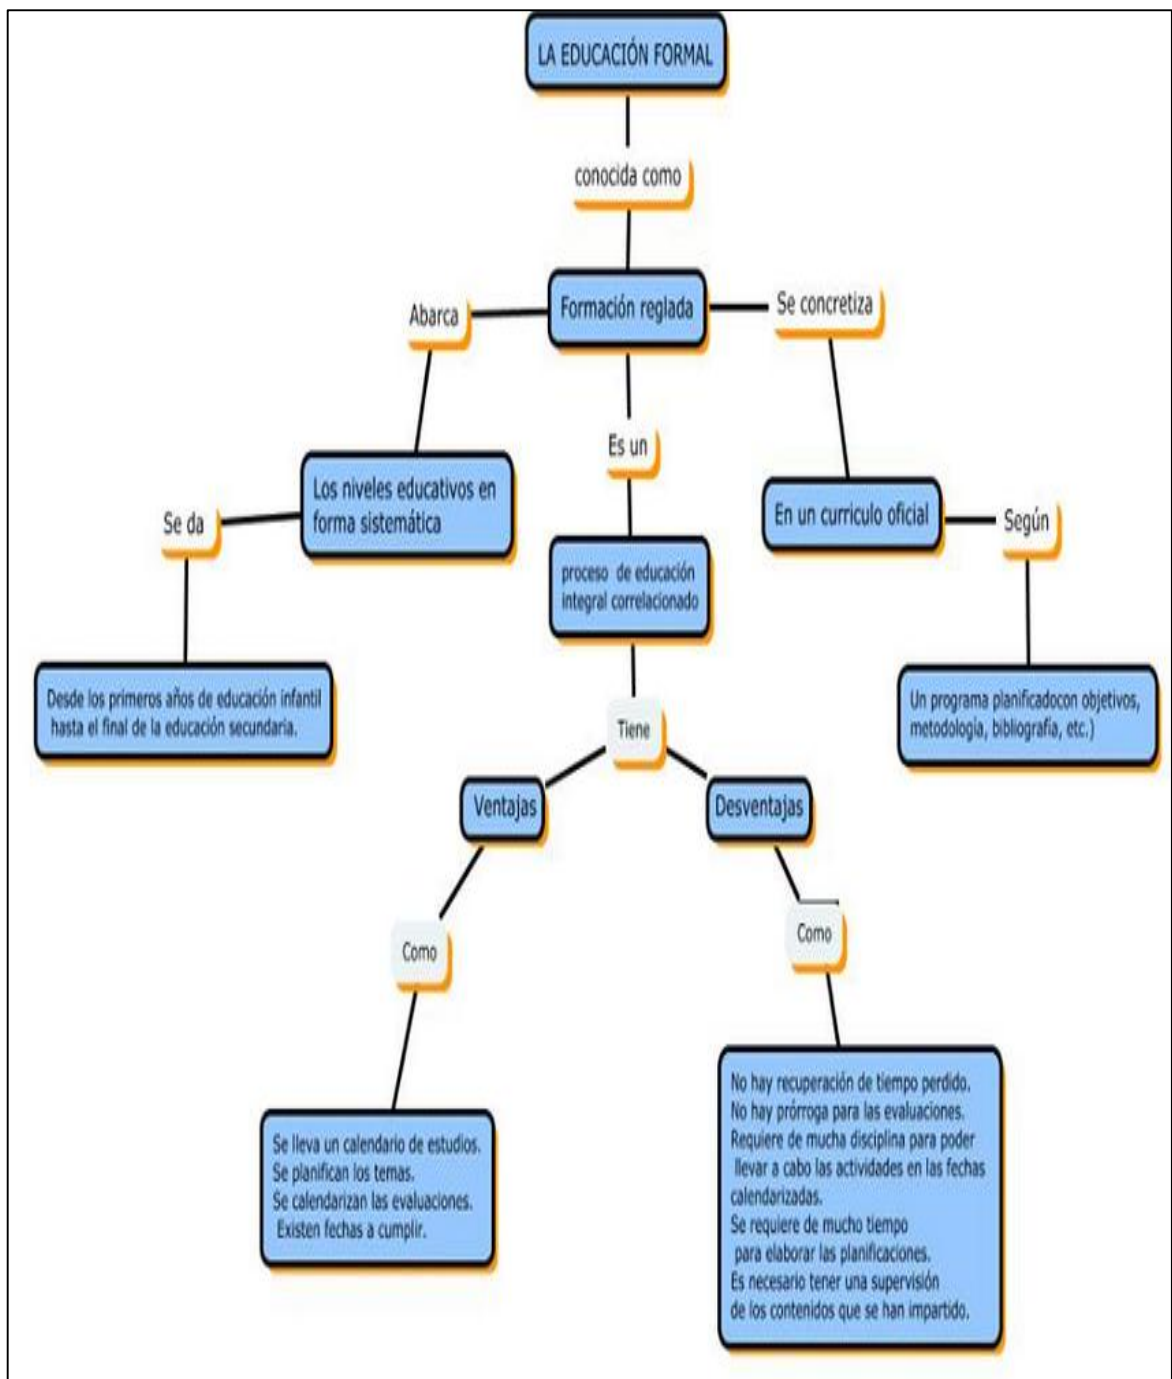 LA EDUCACIÓN FORMAL
conocida como
Formación reglada
Abarca
Se concretiza
Es un
Los niveles educativos en
forma sistemática
En un curriculo oficial
Se da
Según
proceso de educación
integral correlacionado
Desde los primeros años de educación infantil
hasta el final de la educación secundaria.
Un programa planificadocon objetivos,
metodología, bibliografía, etc.)
Tiene
Ventajas
Desventajas
Como
Como
Se lleva un calendario de estudios.
Se planifican los temas.
Se calendarizan las evaluaciones.
Existen fechas a cumplir.
No hay recuperación de tiempo perdido.
No hay prórroga para las evaluaciones.
Requiere de mucha disciplina para poder
llevar a cabo las actividades en las fechas
calendarizadas.
Se requiere de mucho tiempo
para elaborar las planificaciones.
Es necesario tener una supervisión
de los contenidos que se han impartido.